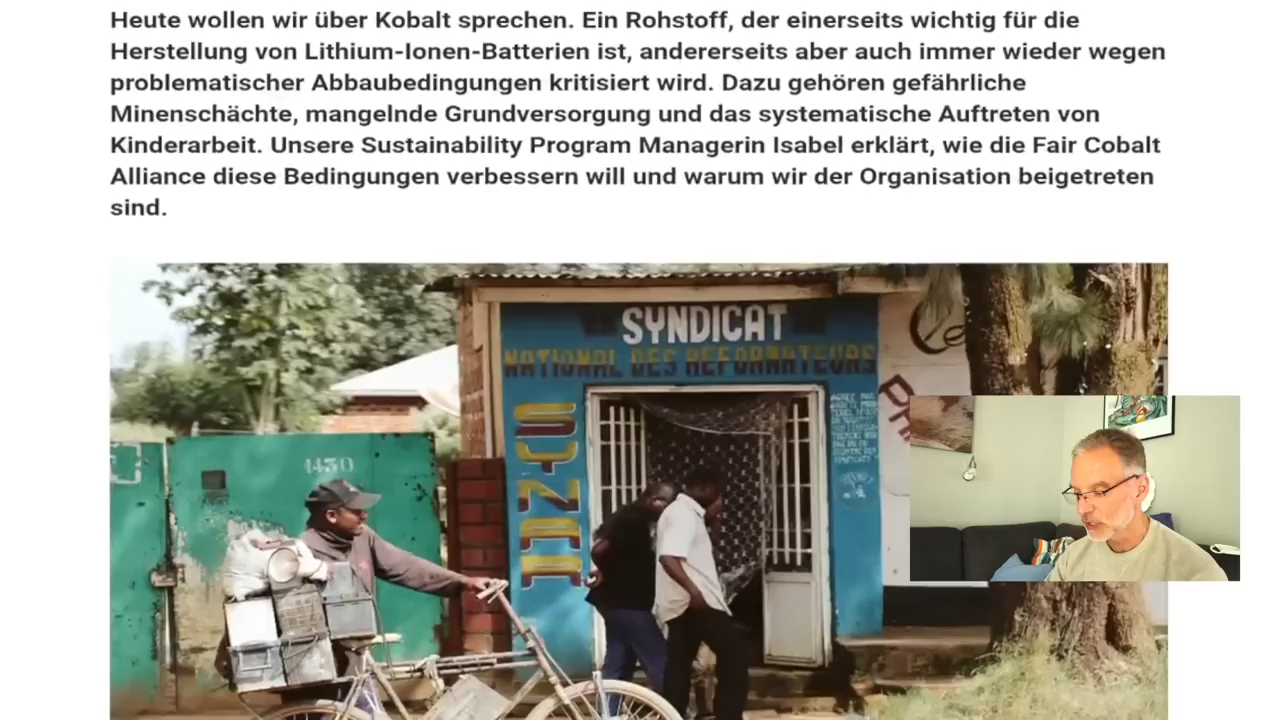 Heute wollen wir über Kobalt sprechen. Ein Rohstoff, der einerseits wichtig für die
Herstellung von Lithium-Ionen-Batterien ist, andererseits aber auch immer wieder wegen
problematischer Abbaubedingungen kritisiert wird. Dazu gehören gefährliche
Minenschächte, mangelnde Grundversorgung und das systematische Auftreten von
Kinderarbeit. Unsere Sustainability Program Managerin Isabel erklärt, wie die Fair Cobalt
Alliance diese Bedingungen verbessern will und warum wir der Organisation beigetreten
sind.
SYNDICAT
NATIONAL DES REFORMATEURS